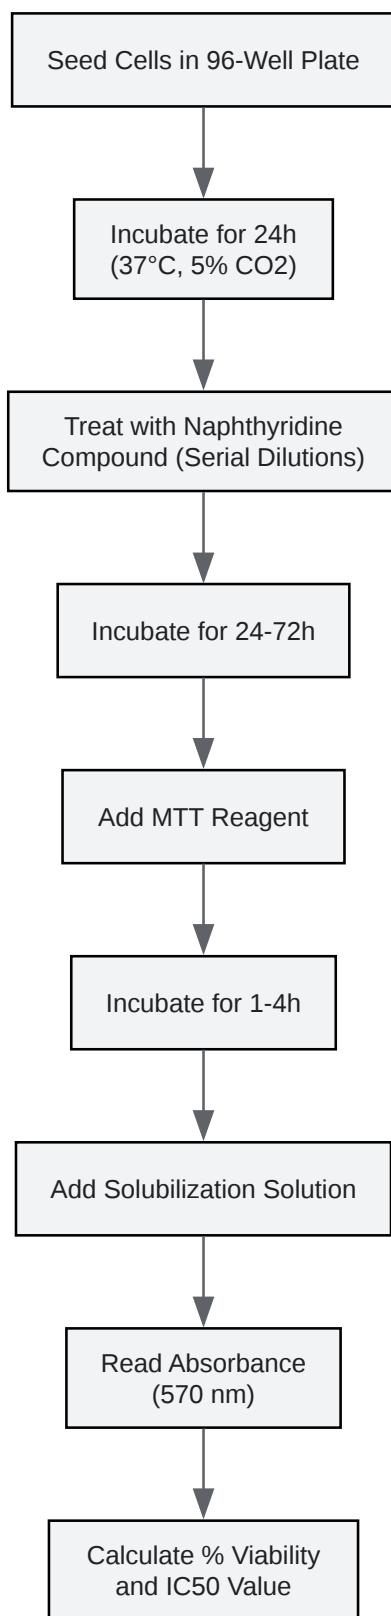 Seed Cells in 96-Well Plate
Incubate for 24h
(37°C, 5% CO2)
Treat with Naphthyridine
Compound (Serial Dilutions)
Incubate for 24-72h
Add MTT Reagent
Incubate for 1-4h
Add Solubilization Solution
Read Absorbance
(570 nm)
Calculate % Viability
and IC50 Value